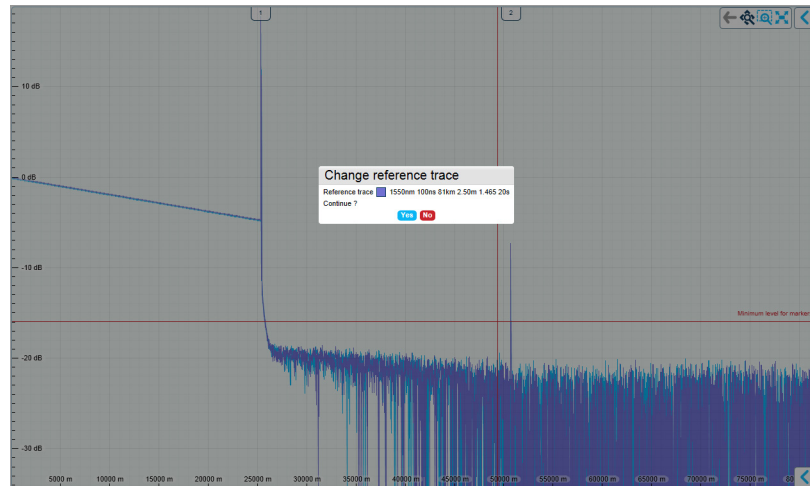 1
2
10 dB
0 dB
Change reference trace
Reference trace 1550nm 100ns 81km 2.50m 1.465 20s
Continue ?
Yes No
-10 dB
Minimum level for marker
-20 dB
-30 dB
5000 m 10000 m 15000 m 20000 m 25000 m 30000 m 35000 m 40000 m 45000 m 50000 m 55000 m 60000 m 65000 m 70000 m 75000 m